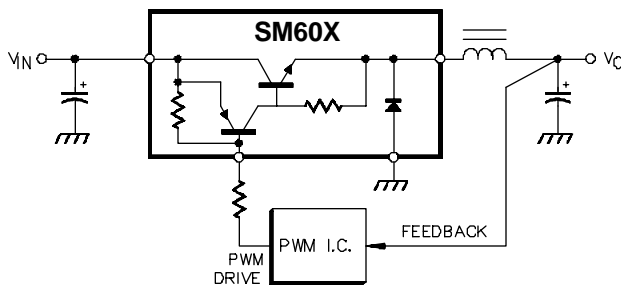 SM60X
VIN
VO
+
+
FEEDBACK
PWM I.C.
PWM
DRIVE